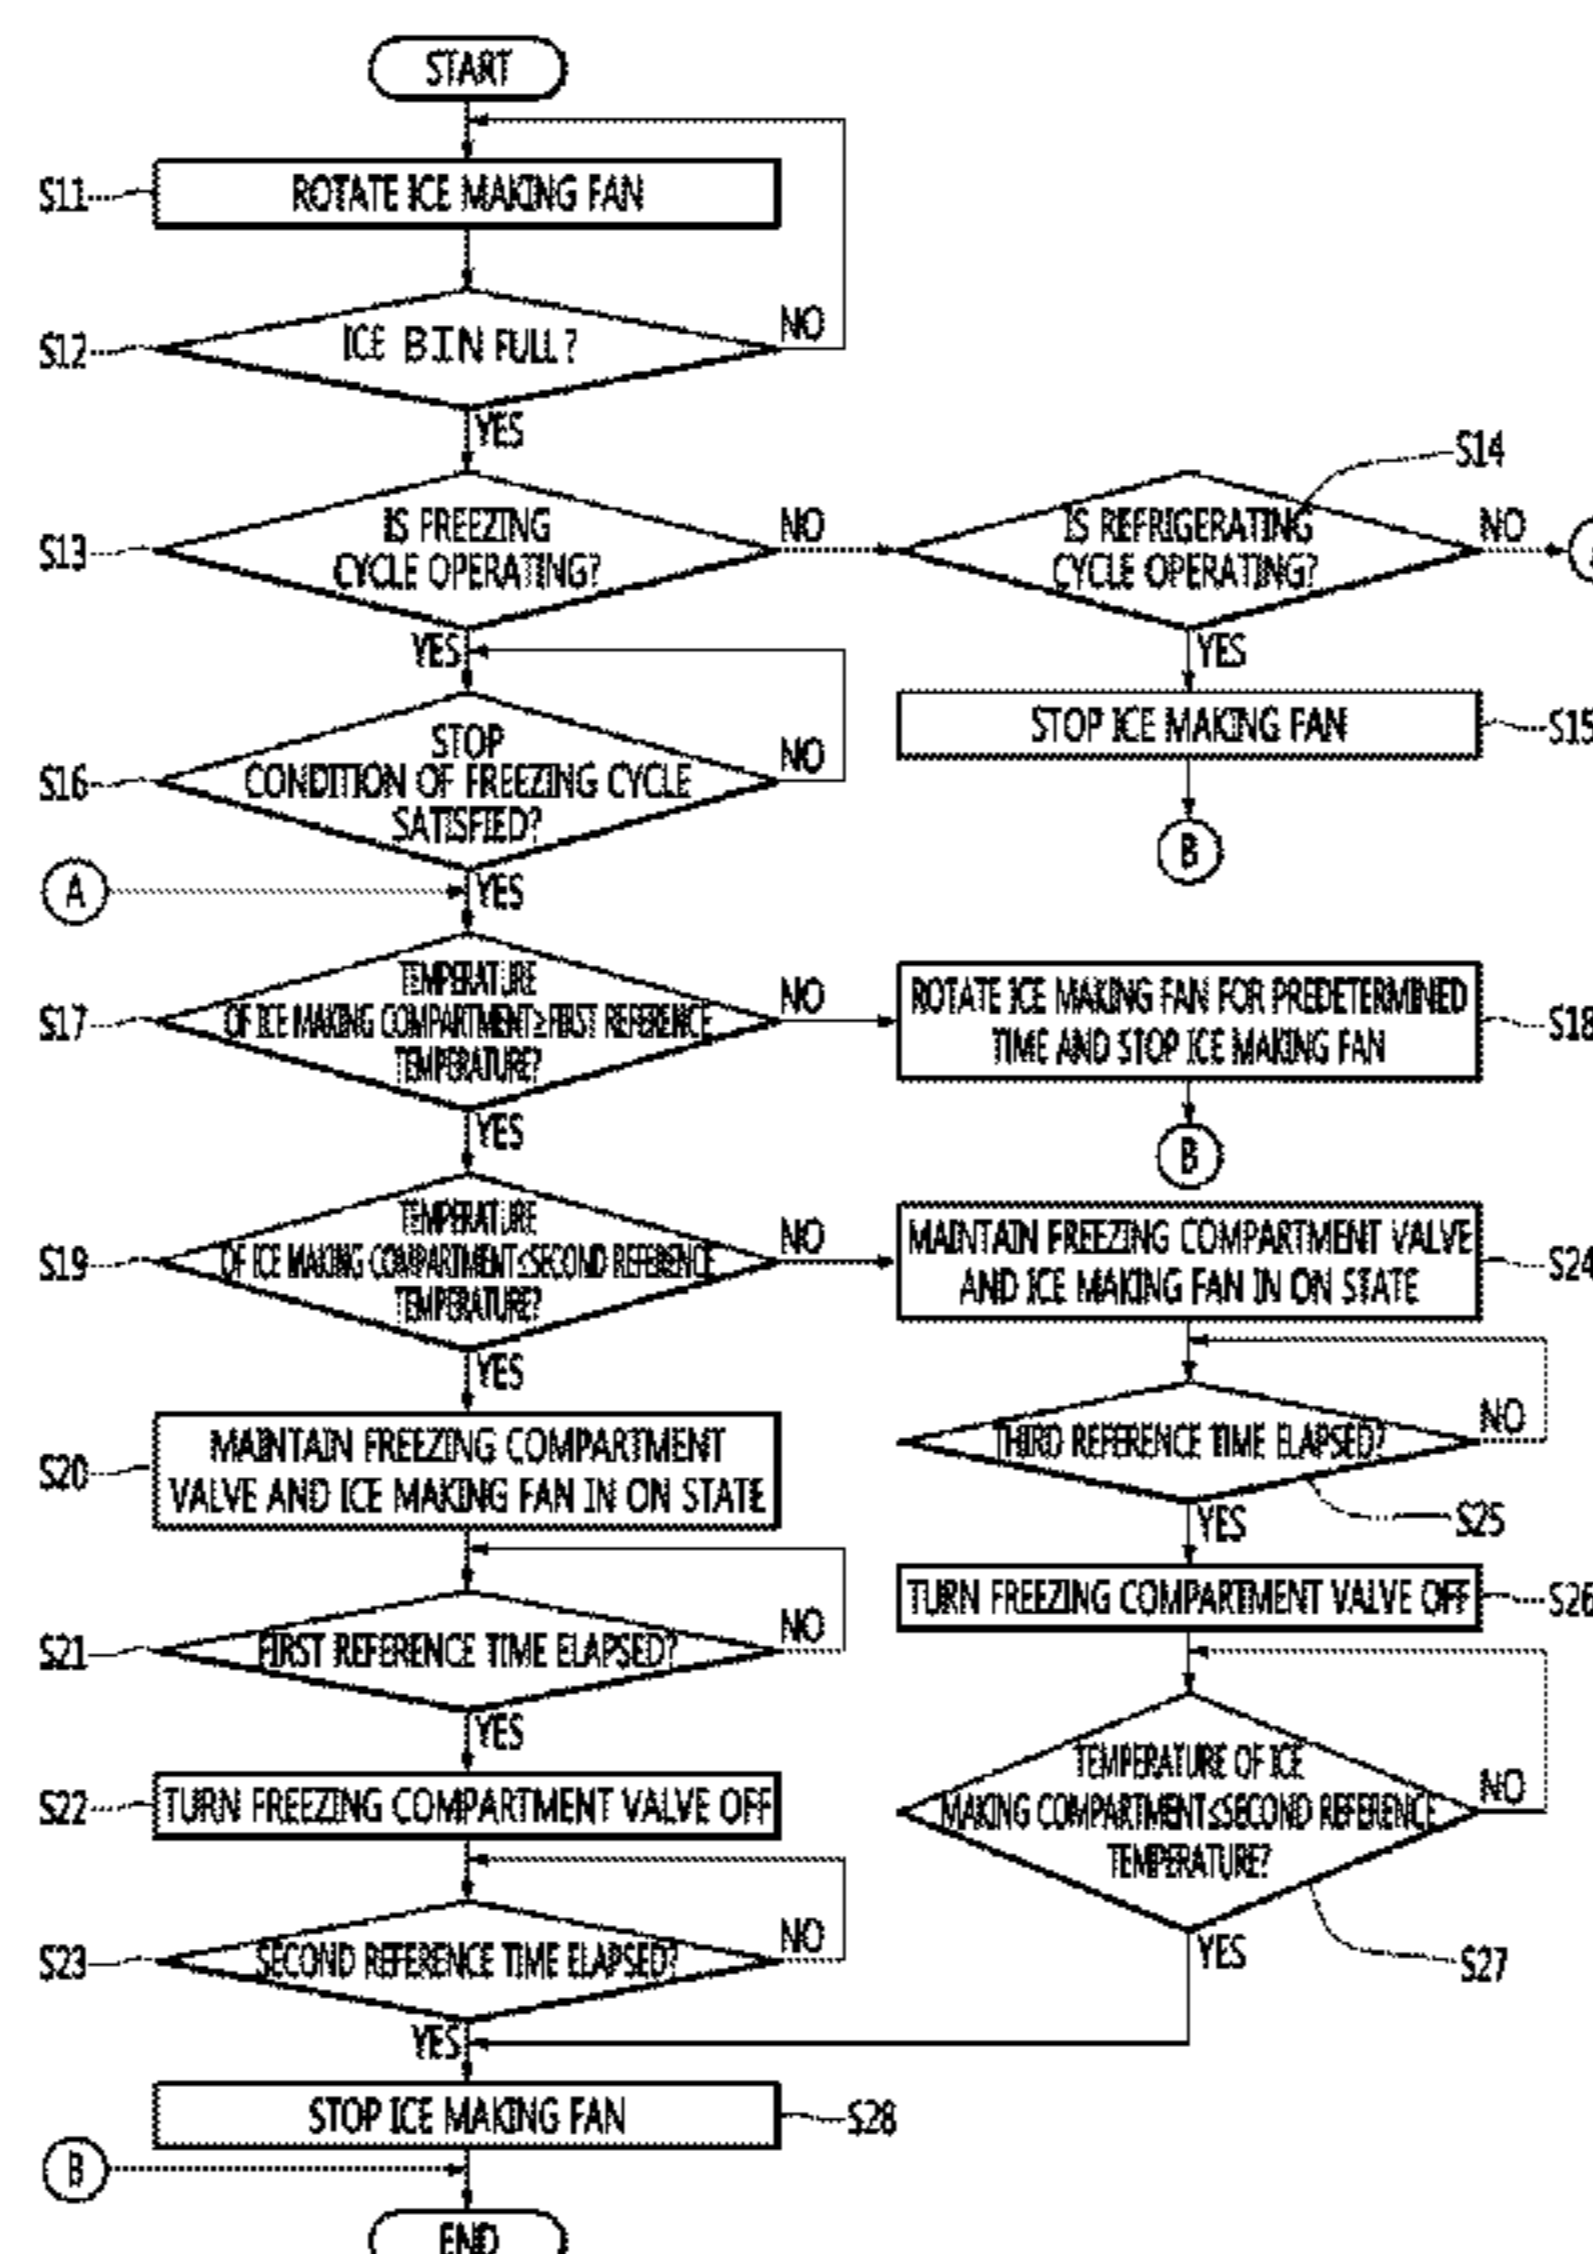 START
S11
ROTATE ICE MAKING FAN
S12
ICE BIN FULL?
NO
YES
S13
IS FREEZING
CYCLE OPERATING?
NO
S14
IS REFRIGERATING
CYCLE OPERATING?
NO
YES
YES
S16
STOP
CONDITION OF FREEZING CYCLE
SATISFIED?
NO
STOP ICE MAKING FAN
S15
B
A
YES
S17
TEMPERATURE
OF ICE MAKING COMPARTMENT≥FIRST REFERENCE
TEMPERATURE?
NO
ROTATE ICE MAKING FAN FOR PREDETERMINED
TIME AND STOP ICE MAKING FAN
S18
B
YES
S19
TEMPERATURE
OF ICE MAKING COMPARTMENT≤SECOND REFERENCE
TEMPERATURE?
NO
MAINTAIN FREEZING COMPARTMENT VALVE
AND ICE MAKING FAN IN ON STATE
S24
YES
S20
MAINTAIN FREEZING COMPARTMENT
VALVE AND ICE MAKING FAN IN ON STATE
THIRD REFERENCE TIME ELAPSED?
NO
S25
YES
S21
FIRST REFERENCE TIME ELAPSED?
NO
TURN FREEZING COMPARTMENT VALVE OFF
S26
YES
S22
TURN FREEZING COMPARTMENT VALVE OFF
TEMPERATURE OF ICE
MAKING COMPARTMENT≤SECOND REFERENCE
TEMPERATURE?
NO
S23
SECOND REFERENCE TIME ELAPSED?
NO
YES
S27
YES
STOP ICE MAKING FAN
S28
B
END